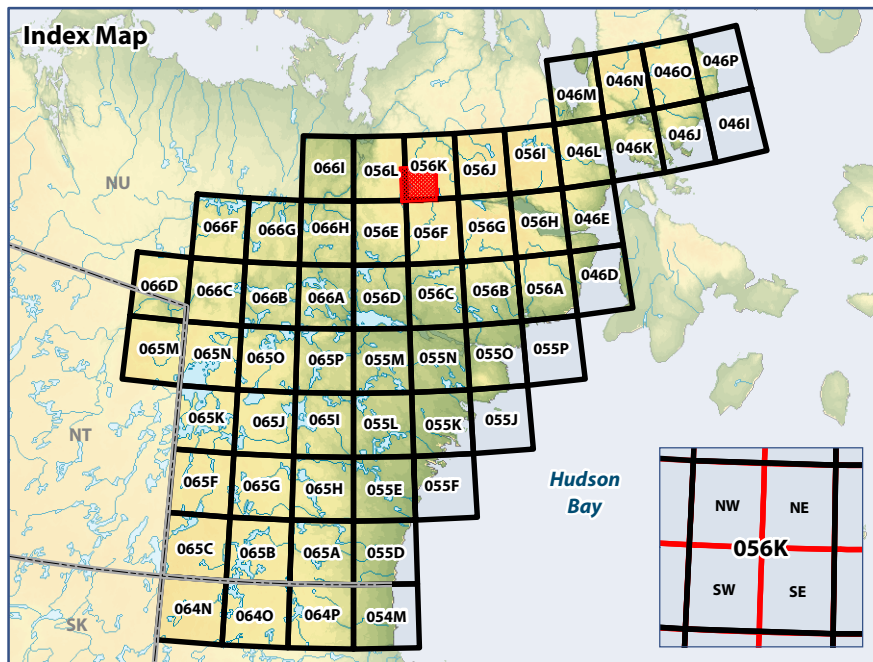 Index Map
046M 046N 046O 046P
066I 056L 056K 056J 056I 046L 046K 046J 046I
NU
066F 066G 066H 056E 056F 056G 056H 046E
066D 066C 066B 066A 056D 056C 056B 056A 046D
065M 065N 065O 065P 055M 055N 055O 055P
NT
065K 065J 065I 055L 055K 055J
065F 065G 065H 055E 055F
Hudson
Bay
065C 065B 065A 055D
SK
064N 064O 064P 054M
NW NE
056K
SW SE